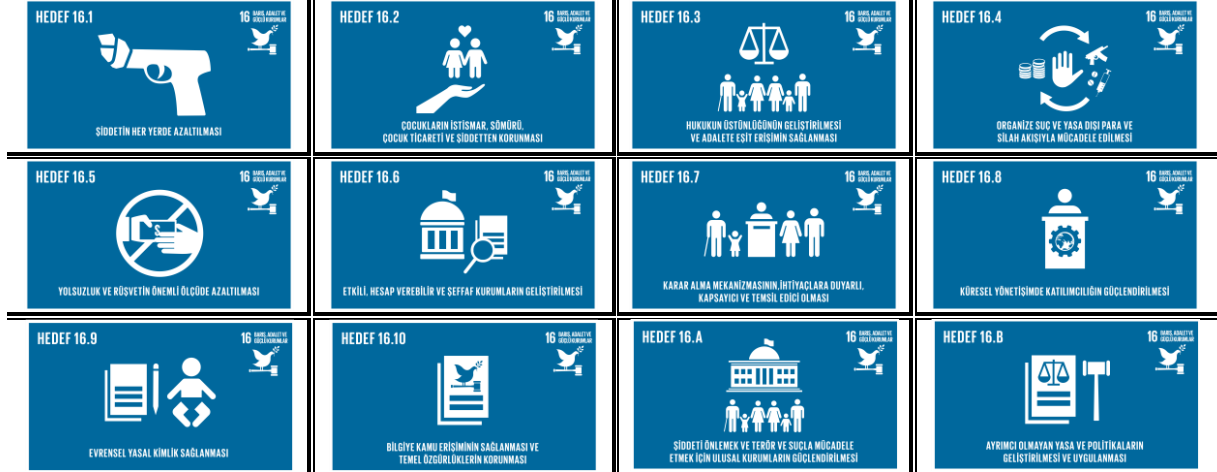 HEDEF 16.1
16 BARIŞ, ADALET VE
GÜÇLÜ KURUMLAR
ŞİDDETİN HER YERDE AZALTILMASI
HEDEF 16.2
16 BARIŞ, ADALET VE
GÜÇLÜ KURUMLAR
ÇOCUKLARIN İSTİSMAR, SÖMÜRÜ,
ÇOCUK TİCARETİ VE ŞİDDETTEN KORUNMASI
HEDEF 16.3
16 BARIŞ, ADALET VE
GÜÇLÜ KURUMLAR
HUKUKUN ÜSTÜNLÜĞÜNÜN GELİŞTİRİLMESİ
VE ADALETE EŞİT ERİŞİMİN SAĞLANMASI
HEDEF 16.4
16 BARIŞ, ADALET VE
GÜÇLÜ KURUMLAR
ORGANİZE SUÇ VE YASA DIŞI PARA VE
SİLAH AKIŞIYLA MÜCADELE EDİLMESİ
HEDEF 16.5
16 BARIŞ, ADALET VE
GÜÇLÜ KURUMLAR
YOLSUZLUK VE RÜŞVETİN ÖNEMLİ ÖLÇÜDE AZALTILMASI
HEDEF 16.6
16 BARIŞ, ADALET VE
GÜÇLÜ KURUMLAR
ETKİLİ, HESAP VEREBİLİR VE ŞEFFAF KURUMLARIN GELİŞTİRİLMESİ
HEDEF 16.7
16 BARIŞ, ADALET VE
GÜÇLÜ KURUMLAR
KARAR ALMA MEKANİZMASININ,İHTİYAÇLARA DUYARLI,
KAPSAYICI VE TEMSİL EDİCİ OLMASI
HEDEF 16.8
16 BARIŞ, ADALET VE
GÜÇLÜ KURUMLAR
KÜRESEL YÖNETİŞİMDE KATILIMCILIĞIN GÜÇLENDİRİLMESİ
HEDEF 16.9
16 BARIŞ, ADALET VE
GÜÇLÜ KURUMLAR
EVRENSEL YASAL KİMLİK SAĞLANMASI
HEDEF 16.10
16 BARIŞ, ADALET VE
GÜÇLÜ KURUMLAR
BİLGİYE KAMU ERİŞİMİNİN SAĞLANMASI VE
TEMEL ÖZGÜRLÜKLERİN KORUNMASI
HEDEF 16.A
16 BARIŞ, ADALET VE
GÜÇLÜ KURUMLAR
ŞİDDETİ ÖNLEMEK VE TERÖR VE SUÇLA MÜCADELE
ETMEK İÇİN ULUSAL KURUMLARIN GÜÇLENDİRİLMESİ
HEDEF 16.B
16 BARIŞ, ADALET VE
GÜÇLÜ KURUMLAR
AYRIMCI OLMAYAN YASA VE POLİTİKALARIN
GELİŞTİRİLMESİ VE UYGULANMASI